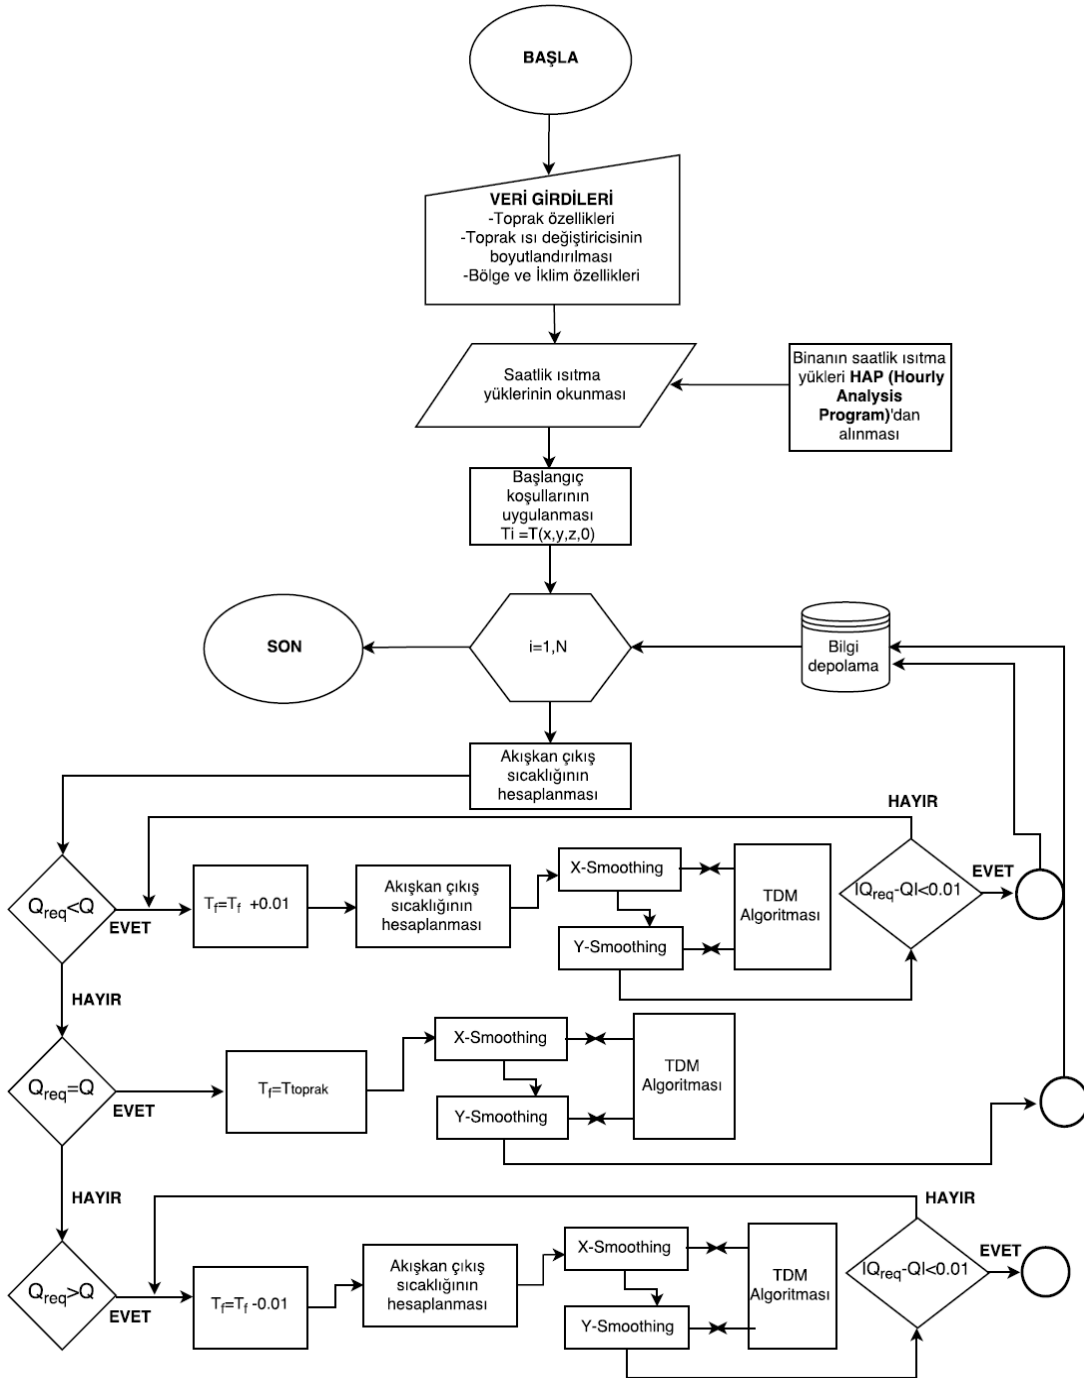 BAŞLA
VERİ GİRDİLERİ
-Toprak özellikleri
-Toprak ısı değiştiricisinin
boyutlandırılması
-Bölge ve İklim özellikleri
Saatlik ısıtma
yüklerinin okunması
Binanın saatlik ısıtma
yükleri HAP (Hourly
Analysis
Program)'dan
alınması
Başlangıç
koşullarının
uygulanması
Ti =T(x,y,z,0)
SON
i=1,N
Bilgi
depolama
Akışkan çıkış
sıcaklığının
hesaplanması
HAYIR
Qreq<Q
EVET
Tf=Tf +0.01
Akışkan çıkış
sıcaklığının
hesaplanması
X-Smoothing
Y-Smoothing
TDM
Algoritması
IQreq-QI<0.01
EVET
HAYIR
Qreq=Q
EVET
Tf=Ttoprak
X-Smoothing
Y-Smoothing
TDM
Algoritması
HAYIR
HAYIR
Qreq>Q
EVET
Tf=Tf -0.01
Akışkan çıkış
sıcaklığının
hesaplanması
X-Smoothing
Y-Smoothing
TDM
Algoritması
IQreq-QI<0.01
EVET